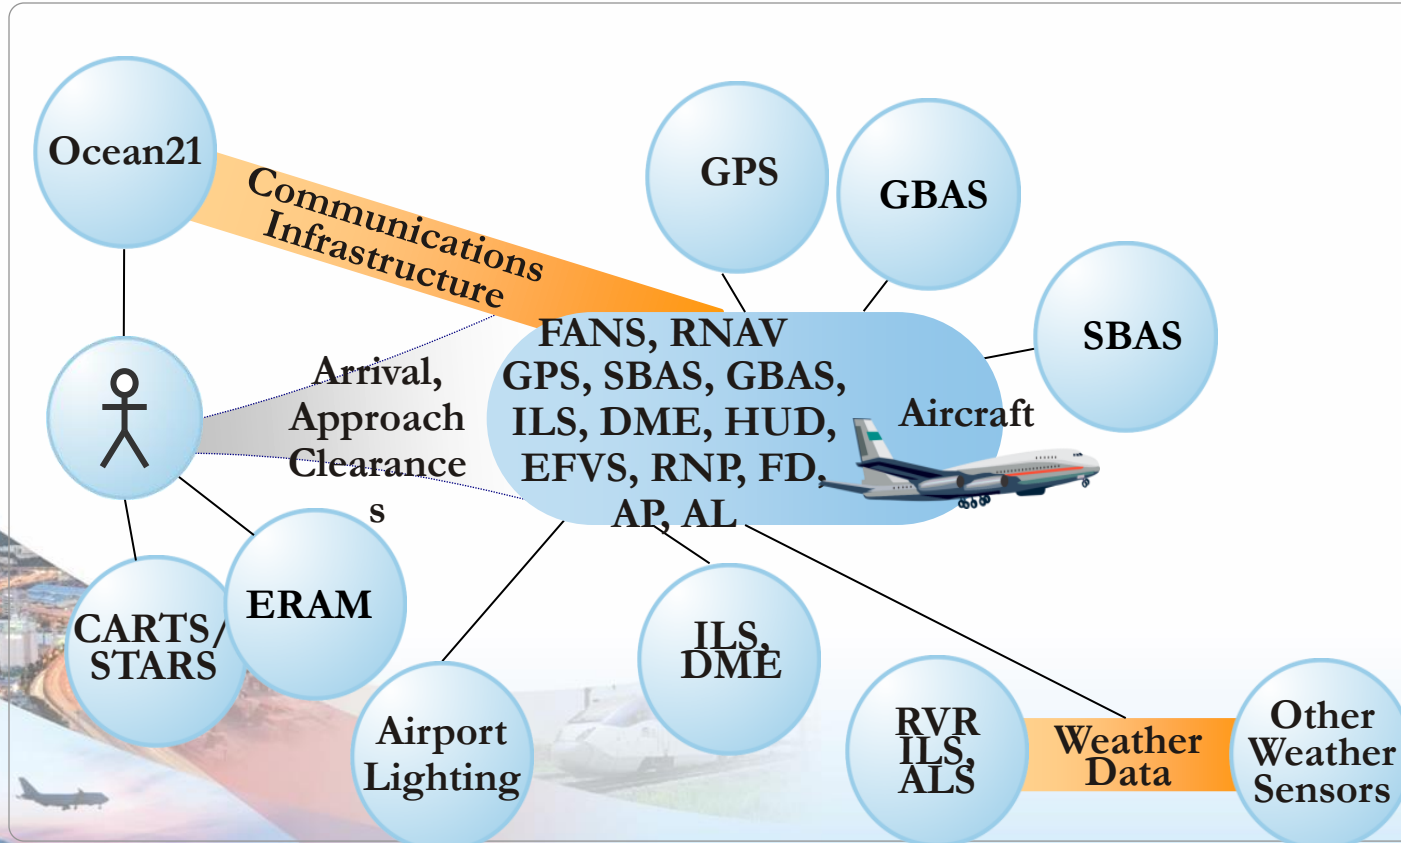 Ocean21
Communications
Infrastructure
GPS
GBAS
SBAS
Arrival,
Approach
Clearance
s
FANS, RNAV
GPS, SBAS, GBAS,
ILS, DME, HUD,
EFVS, RNP, FD,
AP, AL
Aircraft
CARTS/
STARS
ERAM
Airport
Lighting
ILS,
DME
RVR
ILS,
ALS
Weather
Data
Other
Weather
Sensors